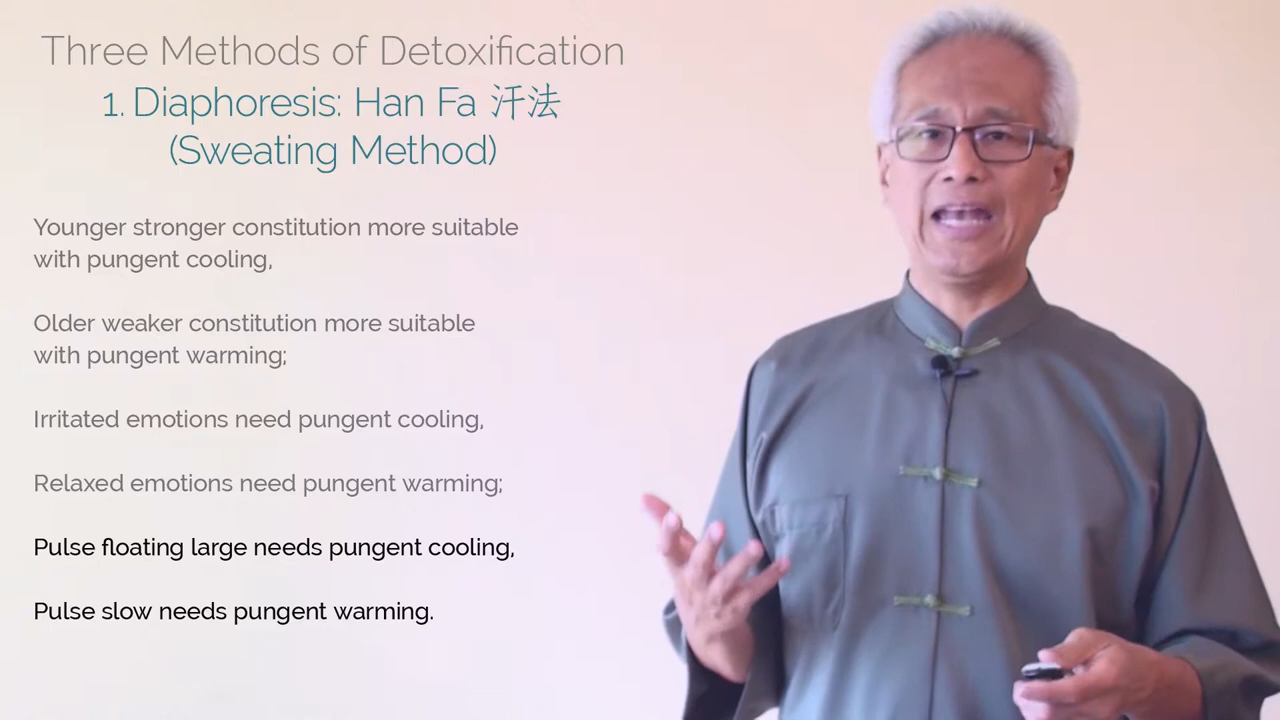 Three Methods of Detoxification
1. Diaphoresis: Han Fa 汗法
(Sweating Method)
Younger stronger constitution more suitable
with pungent cooling,
Older weaker constitution more suitable
with pungent warming;
Irritated emotions need pungent cooling,
Relaxed emotions need pungent warming;
Pulse floating large needs pungent cooling,
Pulse slow needs pungent warming.